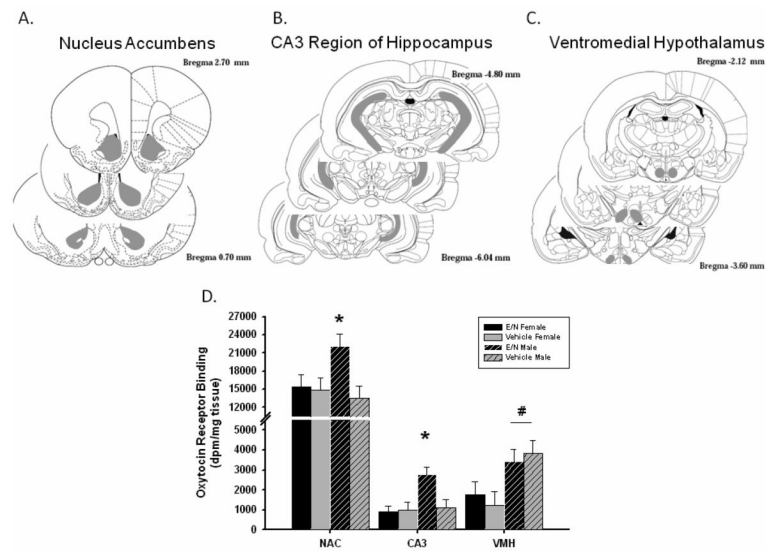 A.
Nucleus Accumbens
Bregma 2.70 mm
Bregma 0.70 mm
B.
CA3 Region of Hippocampus
Bregma -4.80 mm
Bregma -6.04 mm
C.
Ventromedial Hypothalamus
Bregma -2.12 mm
Bregma -3.60 mm
D.
Oxytocin Receptor Binding
(dpm/mg tissue)
27000
24000
21000
18000
15000
12000
5000
4000
3000
2000
1000
0
*
*
#
E/N Female
Vehicle Female
E/N Male
Vehicle Male
NAC
CA3
VMH